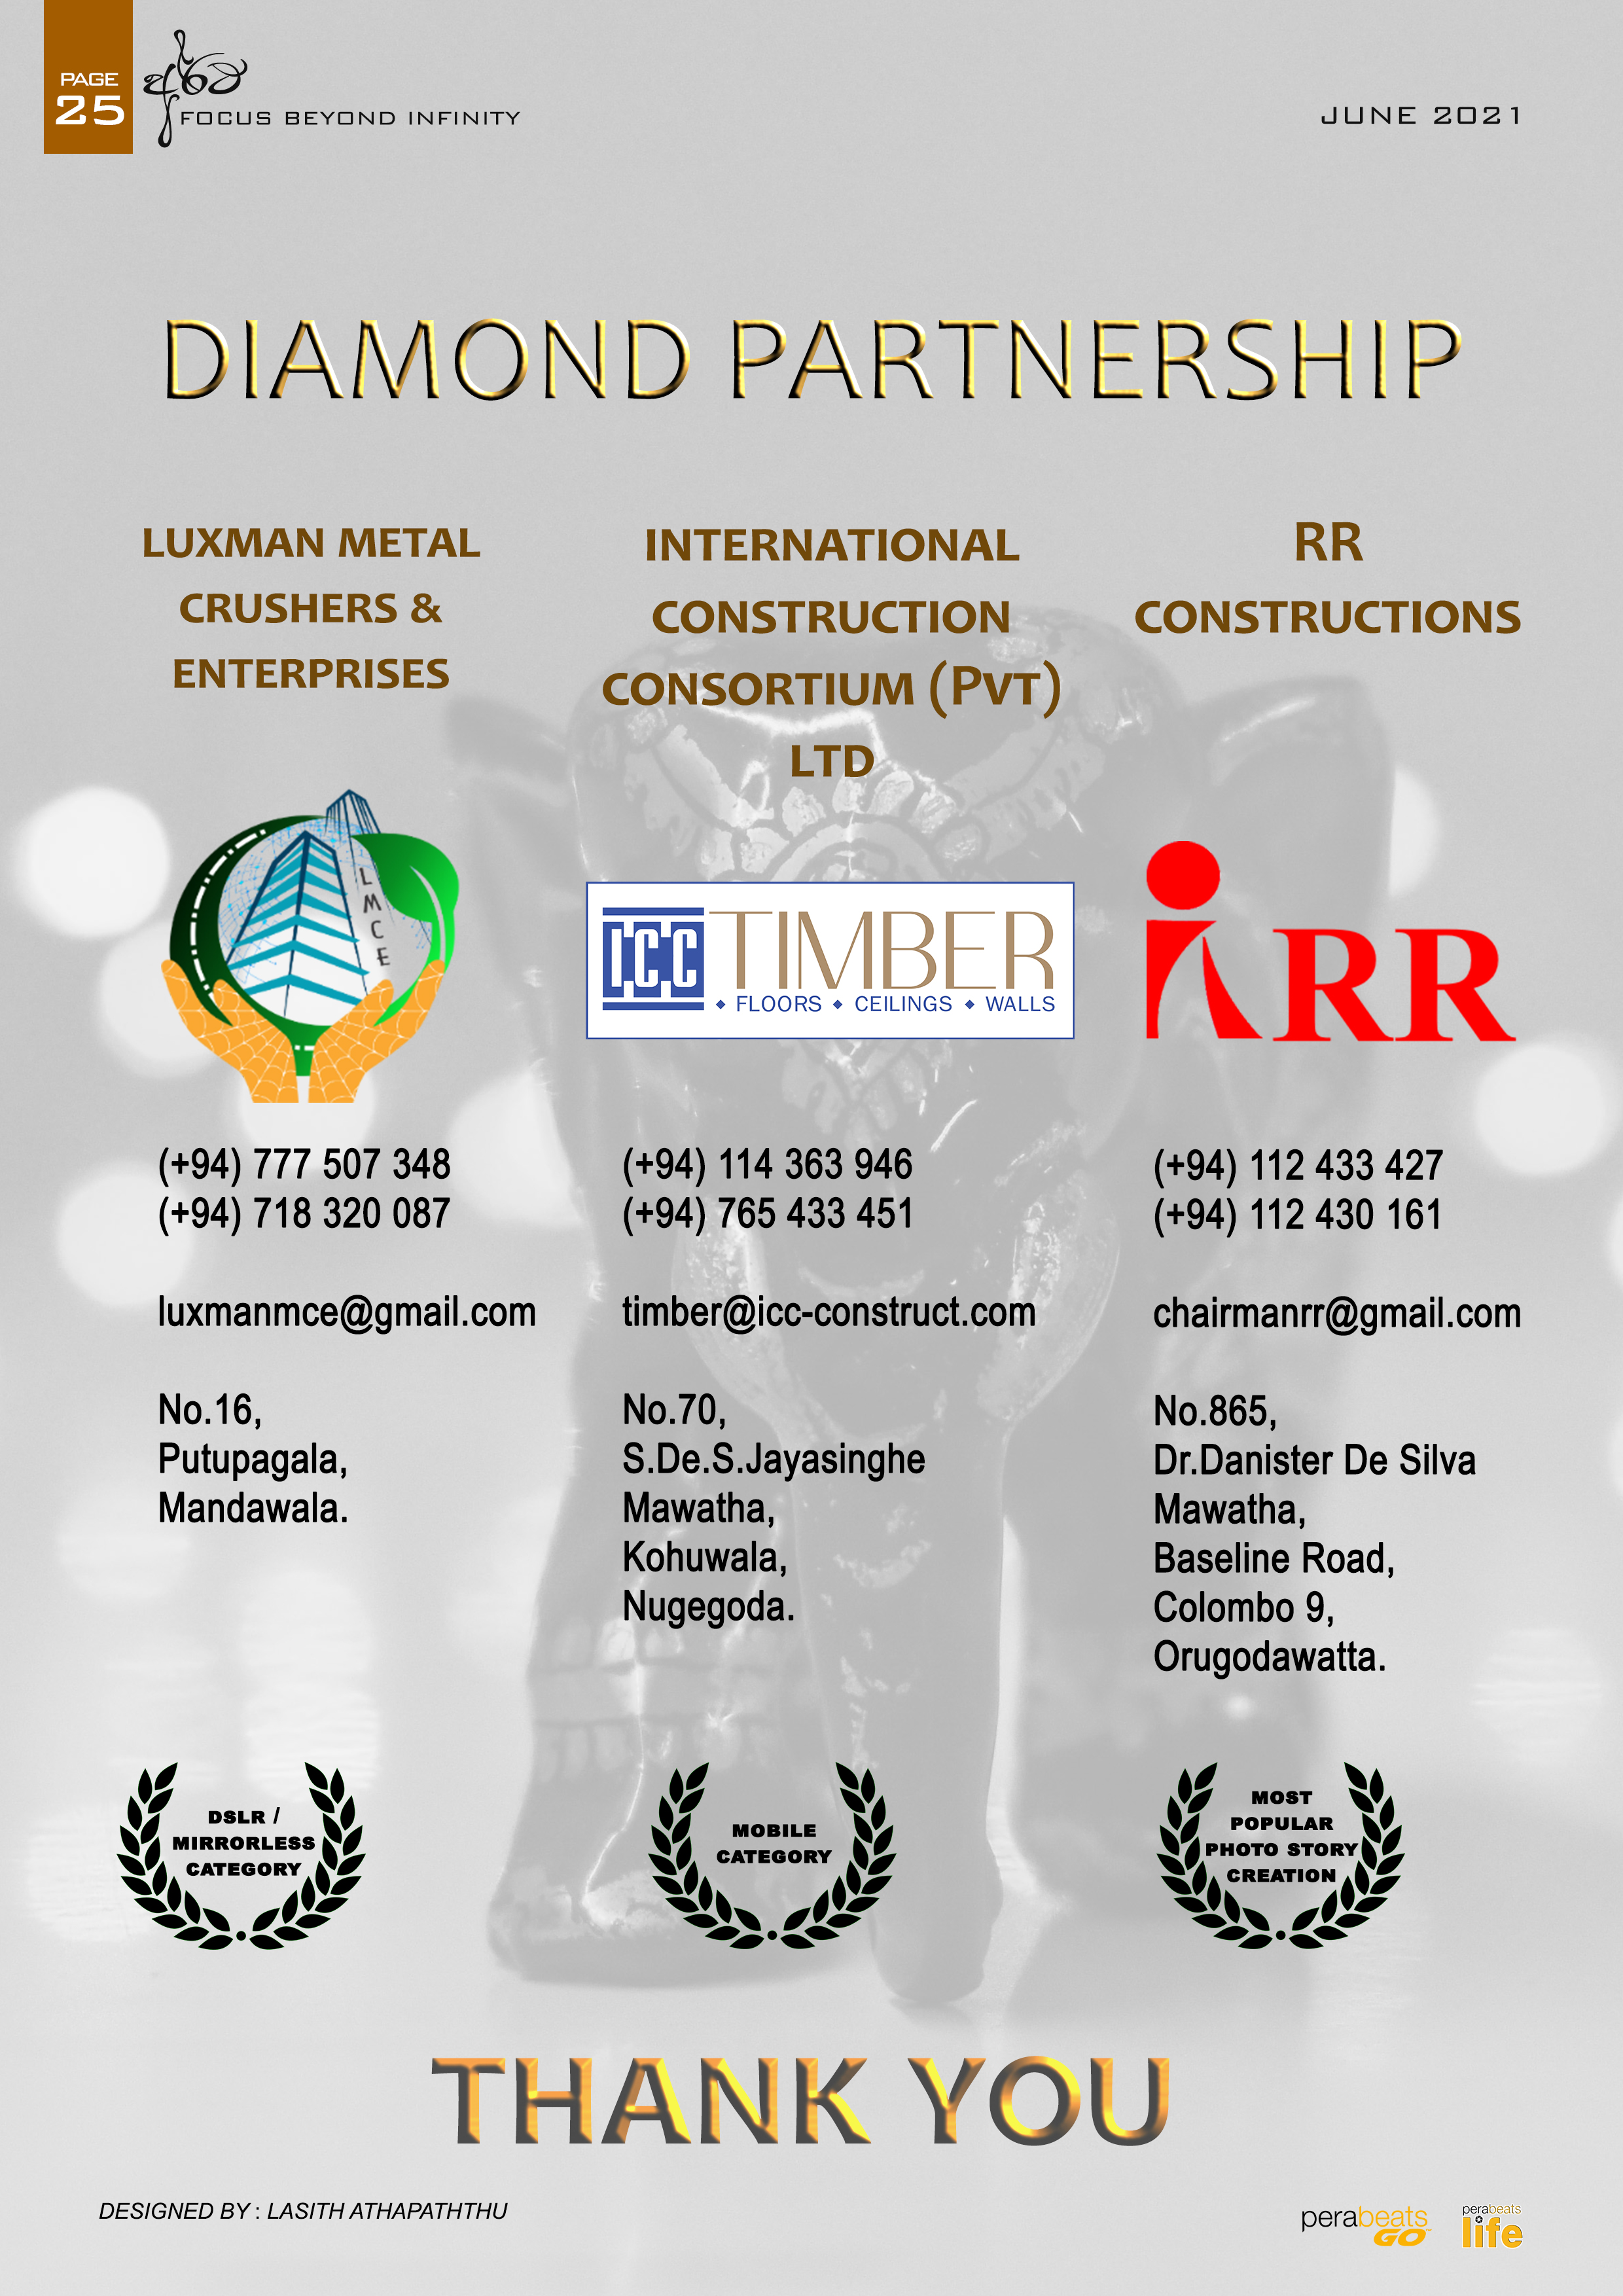 PAGE
25
FOCUS BEYOND INFINITY
JUNE 2021
DIAMOND PARTNERSHIP
LUXMAN METAL
CRUSHERS &
ENTERPRISES
LMCE
(+94) 777 507 348
(+94) 718 320 087
luxmanmce@gmail.com
No.16,
Putupagala,
Mandawala.
DSLR /
MIRRORLESS
CATEGORY
INTERNATIONAL
CONSTRUCTION
CONSORTIUM (PVT)
LTD
ICC TIMBER
◆ FLOORS ◆ CEILINGS ◆ WALLS
(+94) 114 363 946
(+94) 765 433 451
timber@icc-construct.com
No.70,
S.De.S.Jayasinghe
Mawatha,
Kohuwala,
Nugegoda.
MOBILE
CATEGORY
RR
CONSTRUCTIONS
RR
(+94) 112 433 427
(+94) 112 430 161
chairmanrr@gmail.com
No.865,
Dr.Danister De Silva
Mawatha,
Baseline Road,
Colombo 9,
Orugodawatta.
MOST
POPULAR
PHOTO STORY
CREATION
THANK YOU
DESIGNED BY : LASITH ATHAPATHTHU
perabeats
GO
perabeats
life